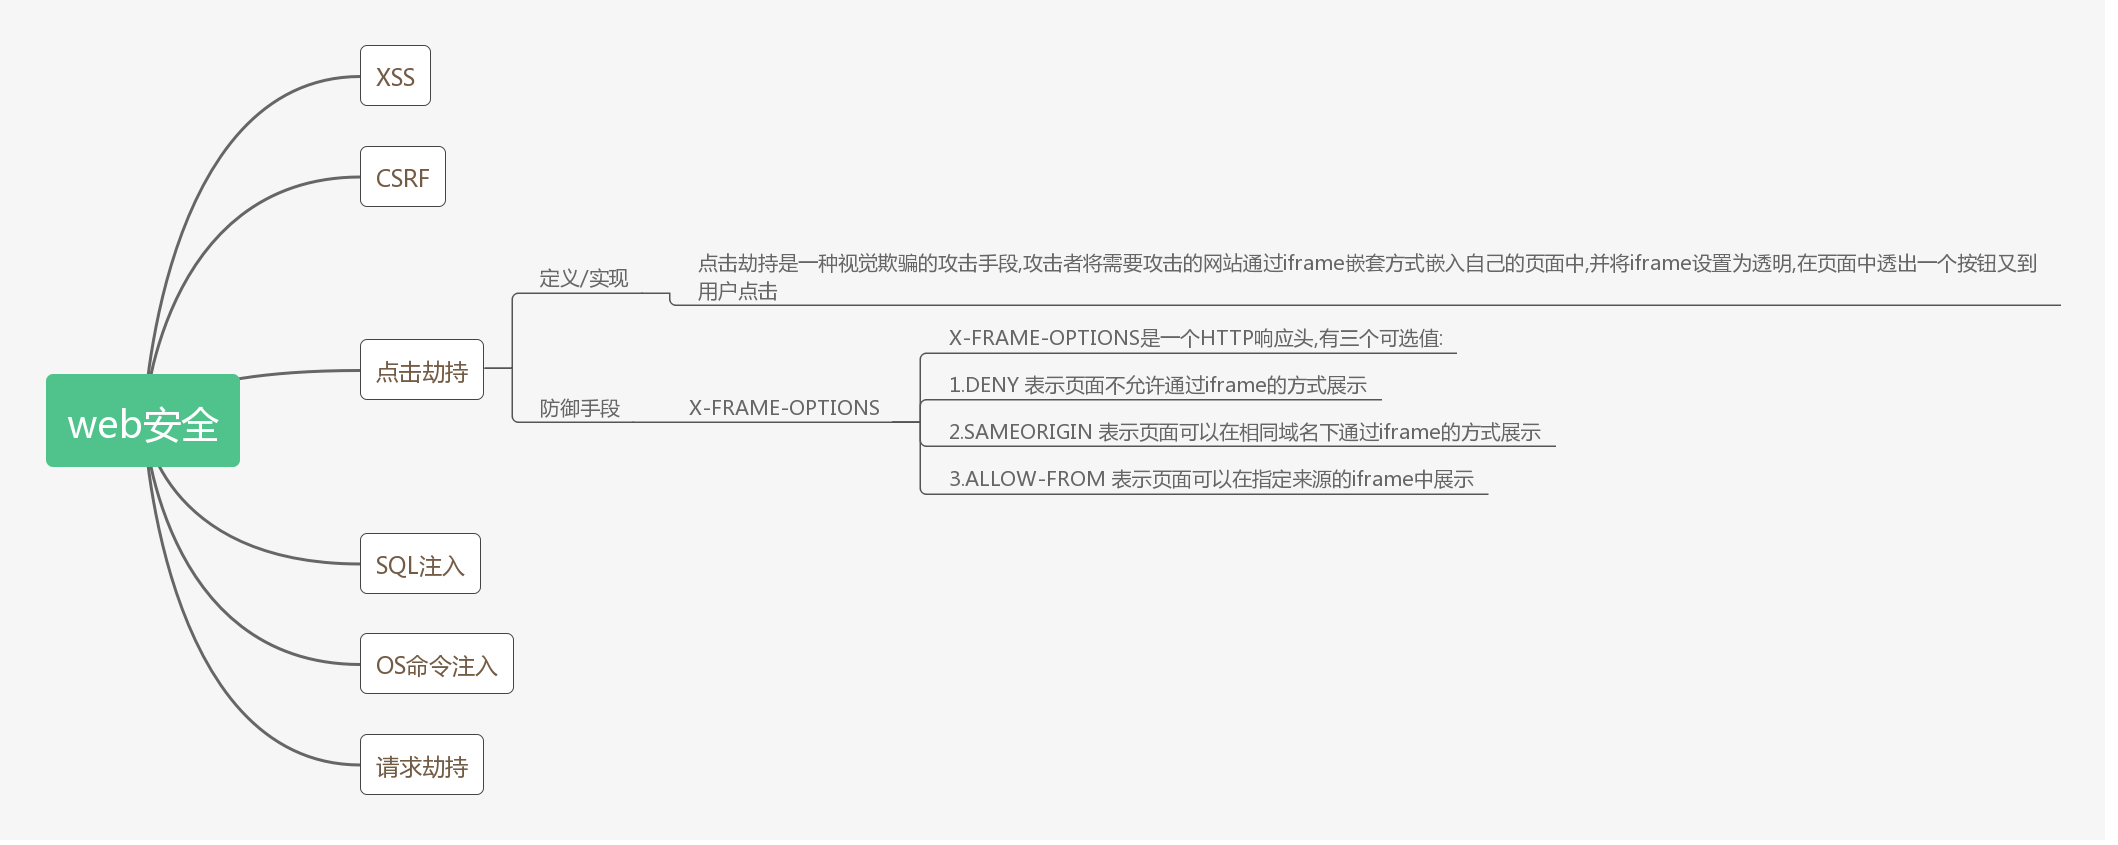 web安全
XSS
CSRF
点击劫持
定义/实现
点击劫持是一种视觉欺骗的攻击手段,攻击者将需要攻击的网站通过iframe嵌套方式嵌入自己的页面中,并将iframe设置为透明,在页面中透出一个按钮又到
用户点击
防御手段
X-FRAME-OPTIONS
X-FRAME-OPTIONS是一个HTTP响应头,有三个可选值:
1.DENY 表示页面不允许通过iframe的方式展示
2.SAMEORIGIN 表示页面可以在相同域名下通过iframe的方式展示
3.ALLOW-FROM 表示页面可以在指定来源的iframe中展示
SQL注入
OS命令注入
请求劫持